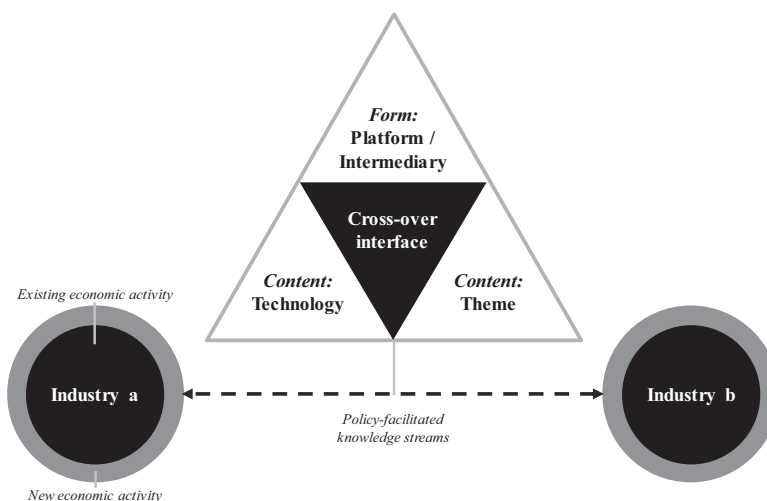 Form:
Platform /
Intermediary
Cross-over
interface
Content:
Technology
Content:
Theme
Existing economic activity
Industry a
Industry b
Policy-facilitated
knowledge streams
New economic activity